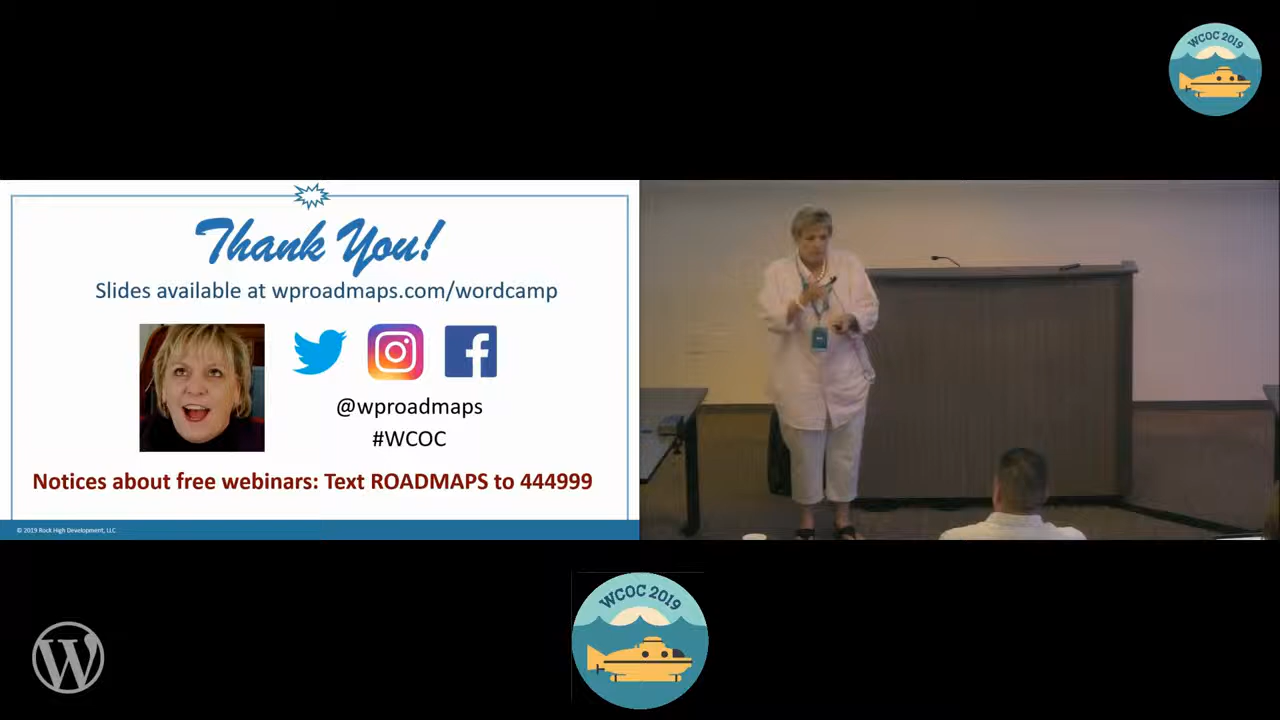 WCOC 2019
Thank You!
Slides available at wproadmaps.com/wordcamp
@wproadmaps
#WCOC
Notices about free webinars: Text ROADMAPS to 444999
© 2019 Rock High Development, LLC
WCOC 2019